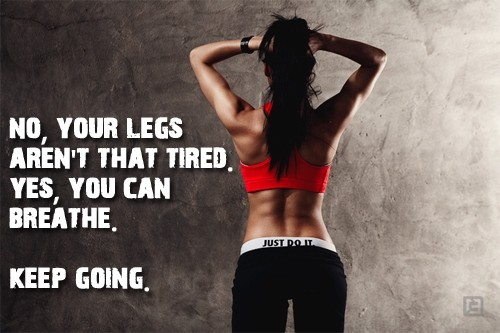 NO, YOUR LEGS
AREN'T THAT TIRED.
YES, YOU CAN
BREATHE.
KEEP GOING.
JUST DO IT.